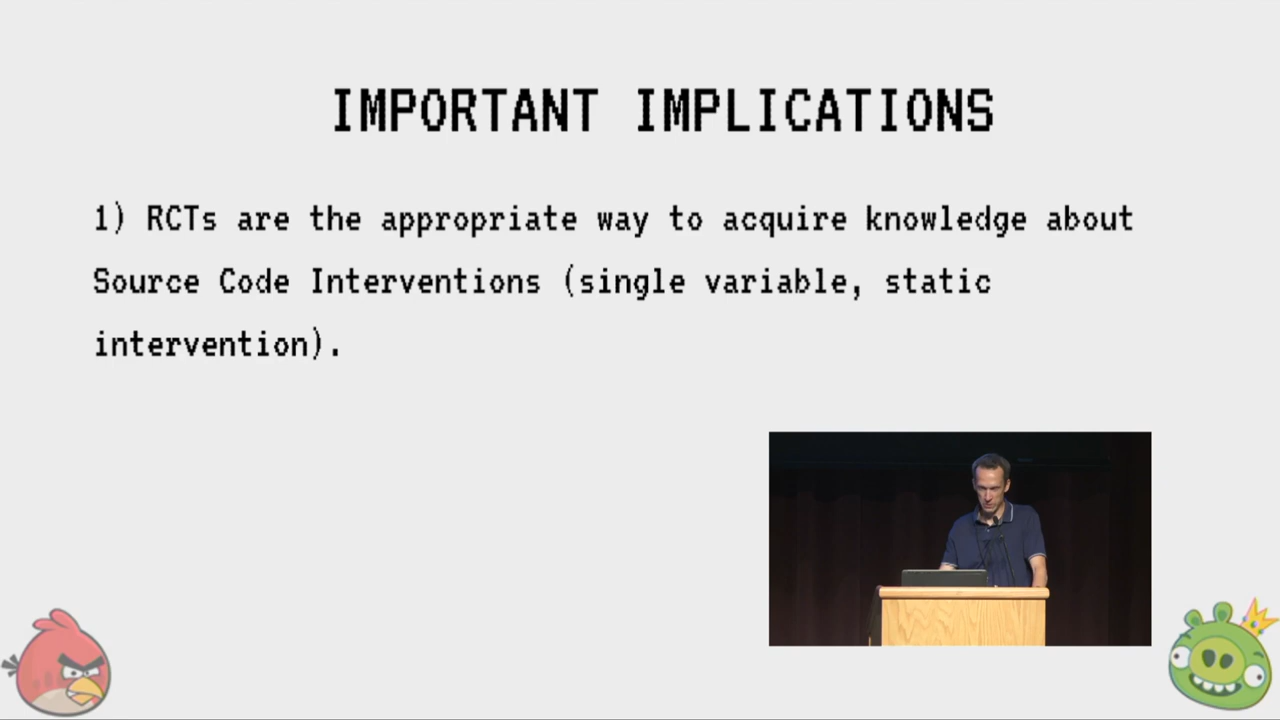 IMPORTANT IMPLICATIONS
1) RCTs are the appropriate way to acquire knowledge about
Source Code Interventions (single variable, static
intervention).